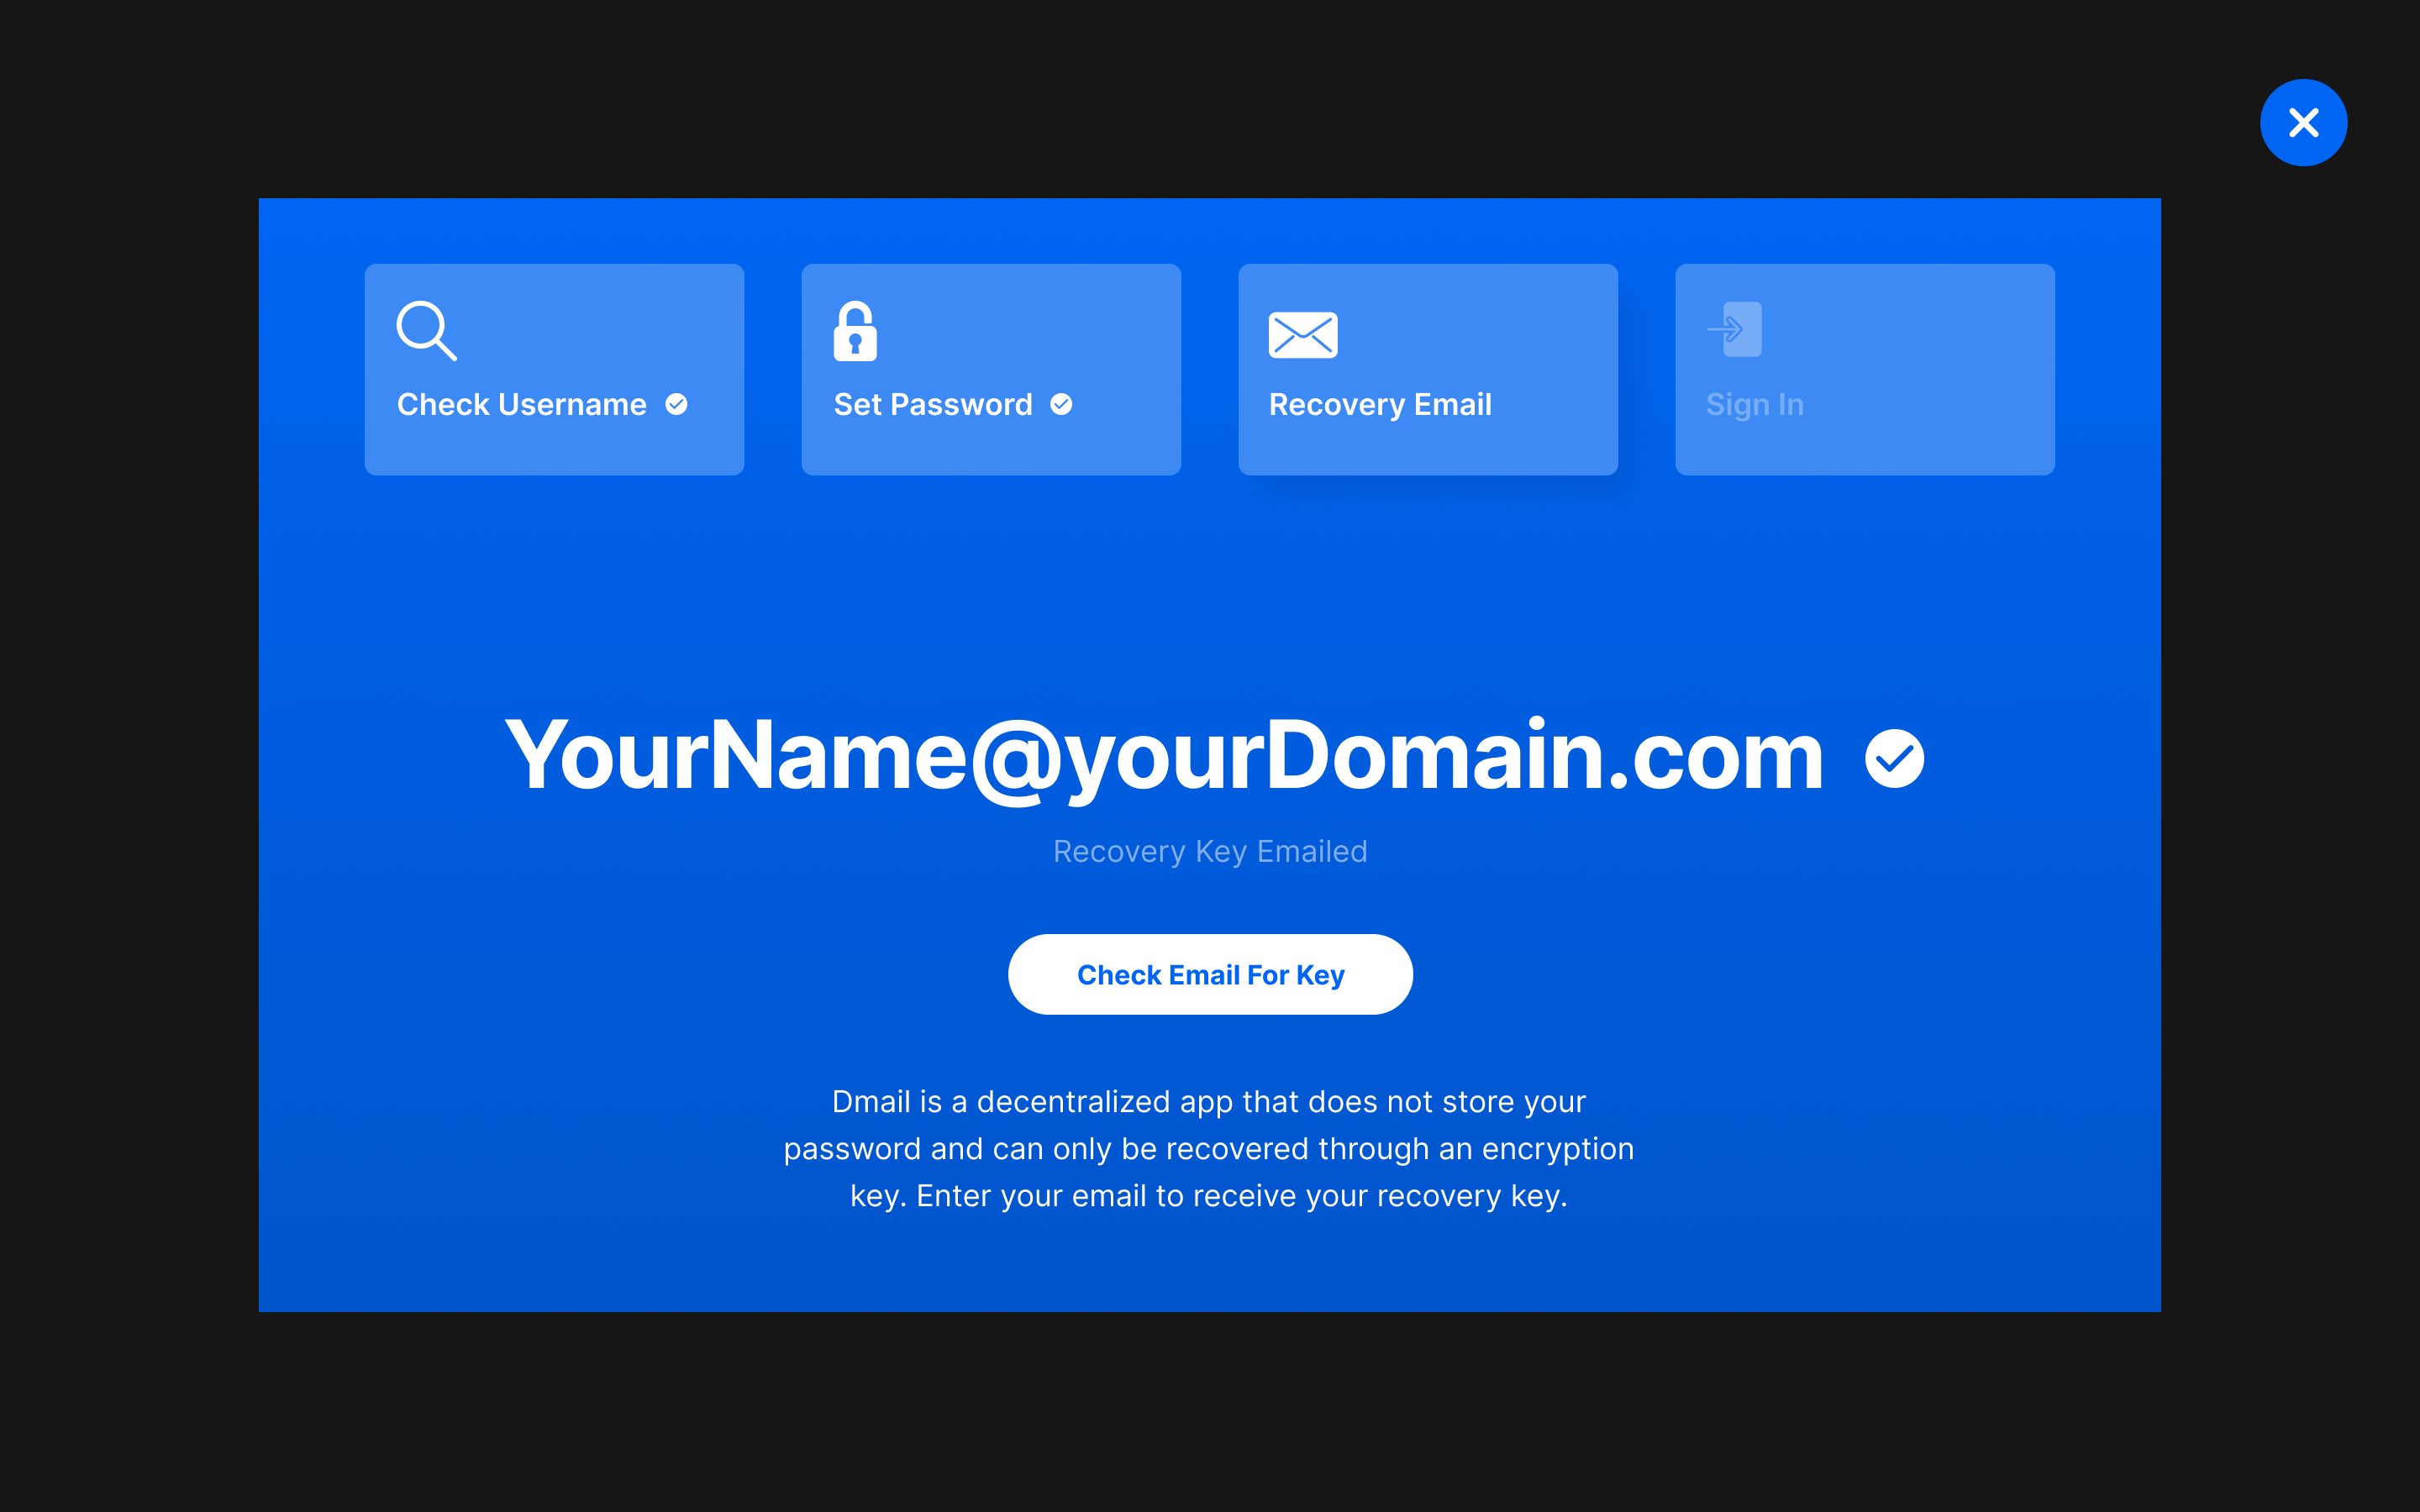 Check Username
Set Password
Recovery Email
Sign In
YourName@yourDomain.com
Recovery Key Emailed
Check Email For Key
Dmail is a decentralized app that does not store your
password and can only be recovered through an encryption
key. Enter your email to receive your recovery key.